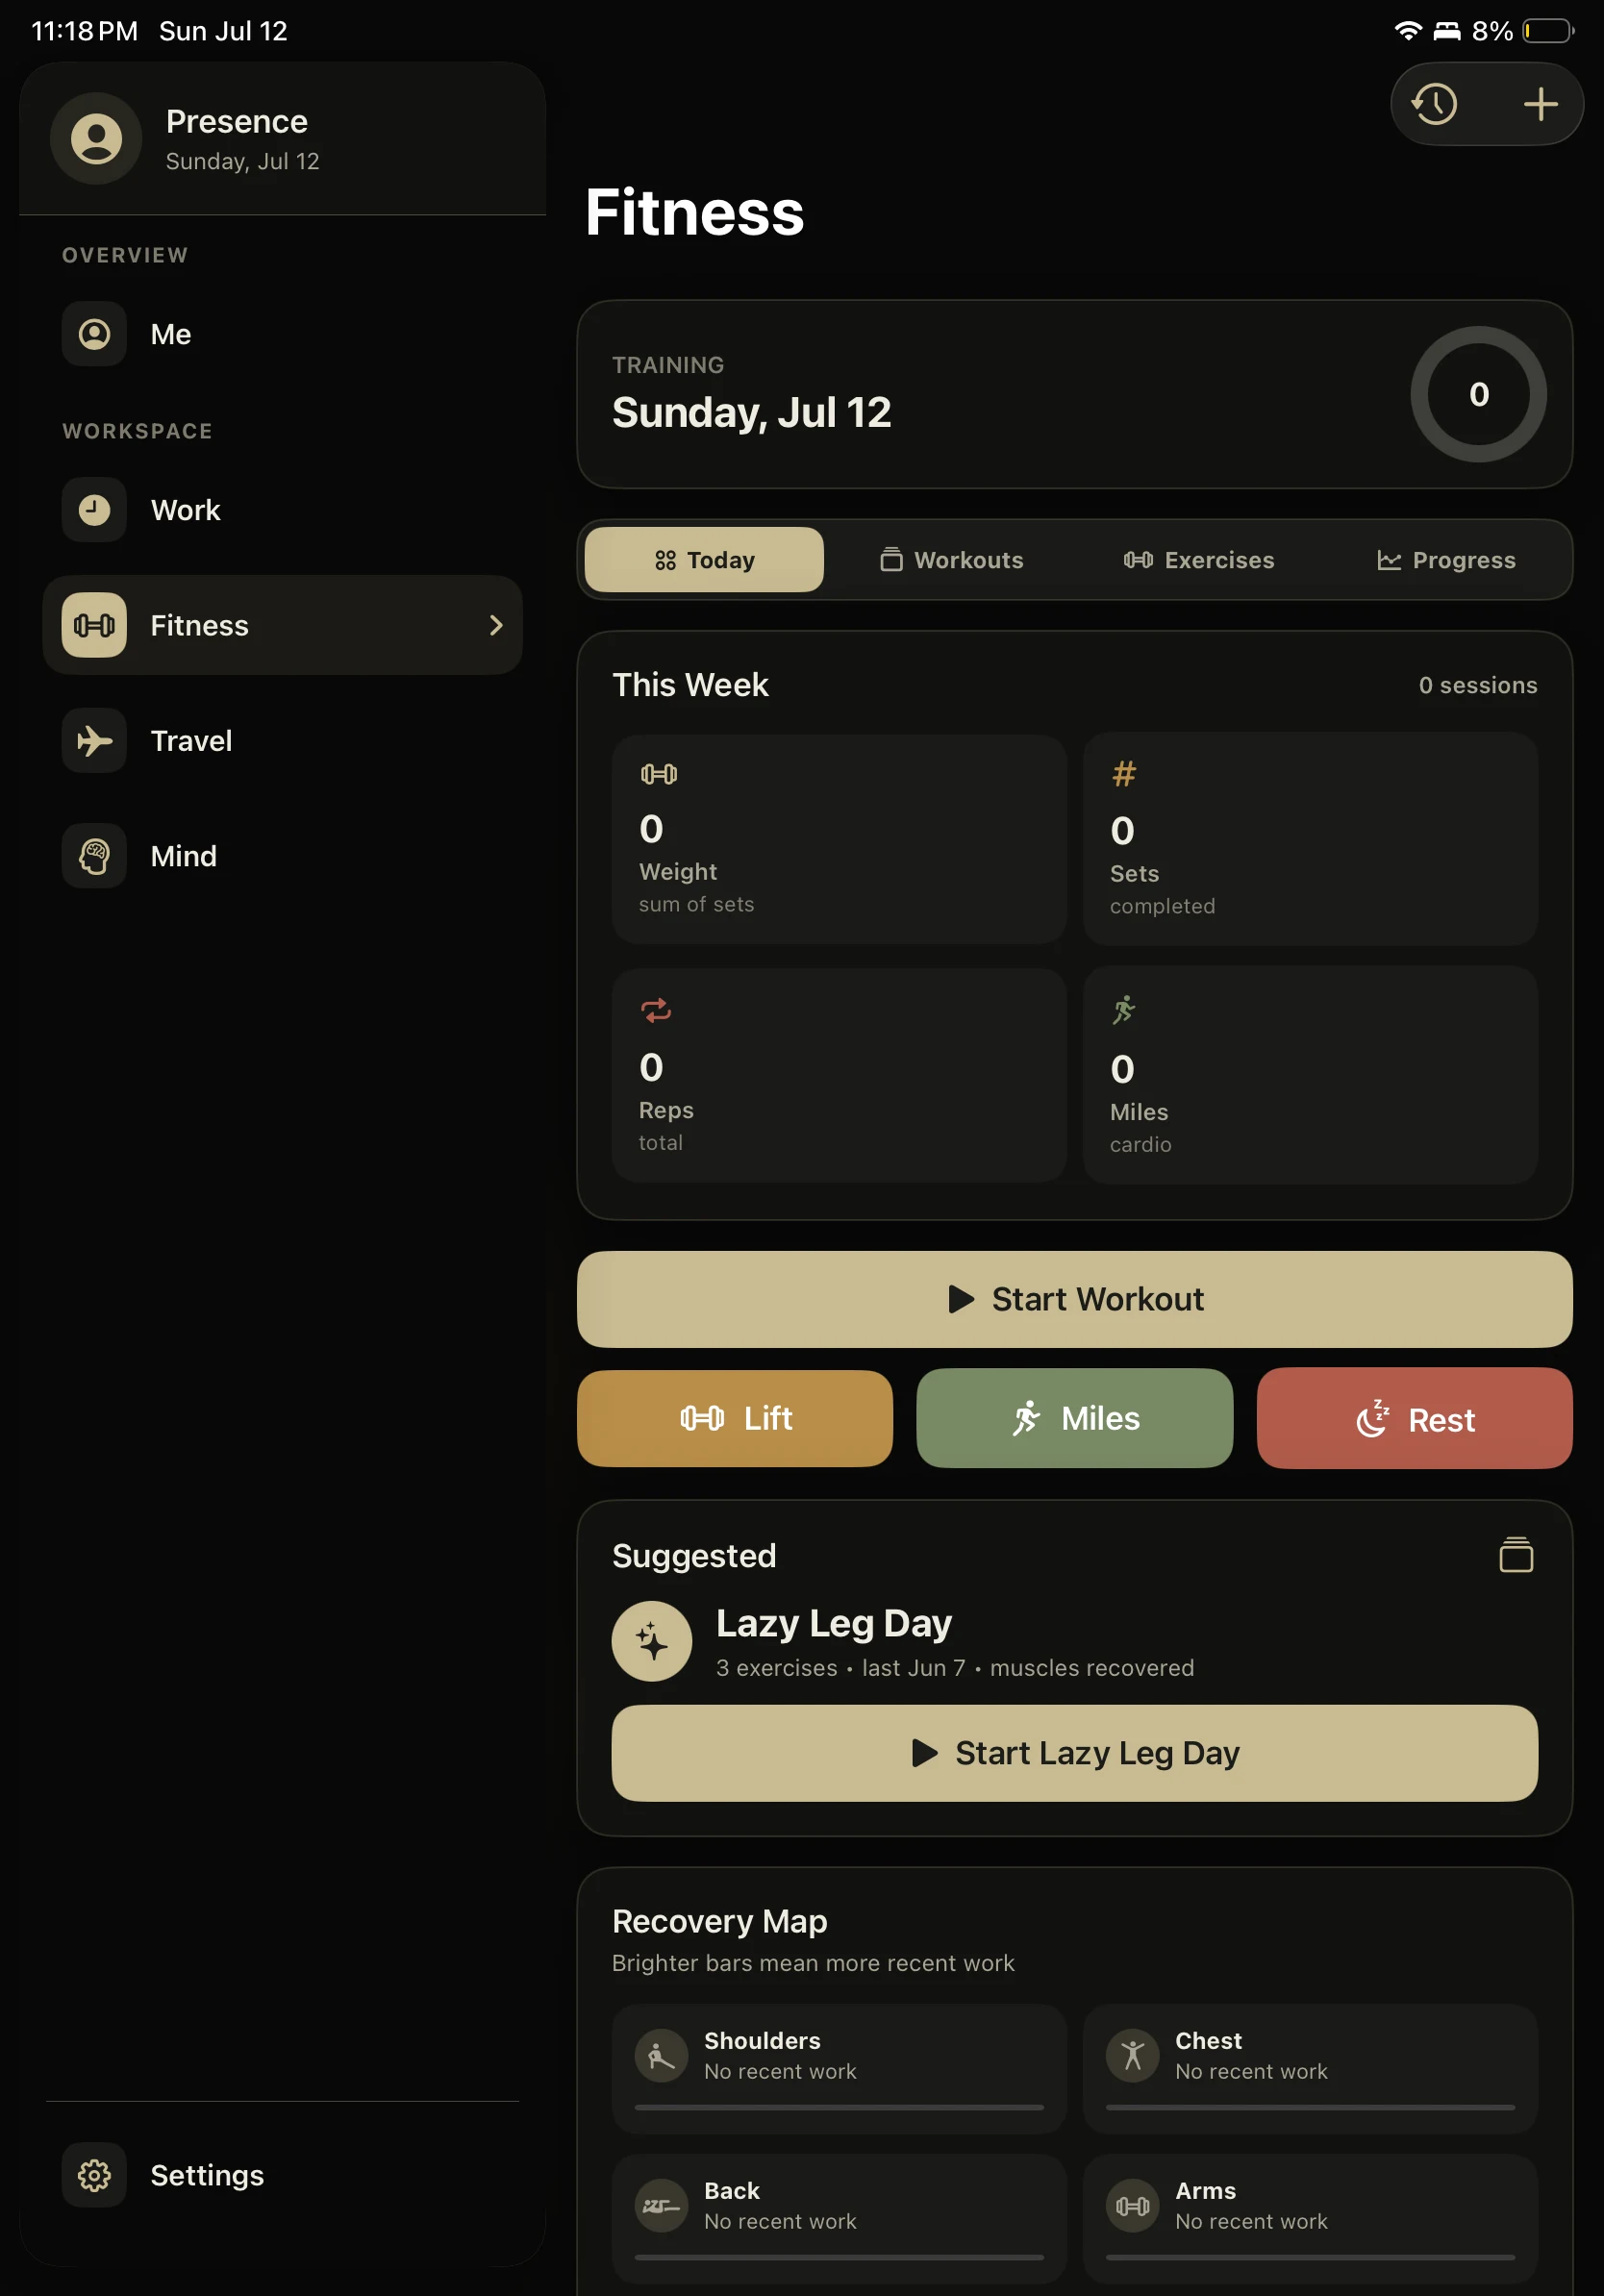 11:18 PM Sun Jul 12
8%
Presence
Sunday, Jul 12
OVERVIEW
Me
WORKSPACE
Work
Fitness
Travel
Mind
Settings
Fitness
TRAINING
Sunday, Jul 12
0
Today Workouts Exercises Progress
This Week
0 sessions
0
Weight
sum of sets
#
0
Sets
completed
0
Reps
total
0
Miles
cardio
Start Workout
Lift
Miles
Rest
Suggested
Lazy Leg Day
3 exercises • last Jun 7 • muscles recovered
Start Lazy Leg Day
Recovery Map
Brighter bars mean more recent work
Shoulders
No recent work
Chest
No recent work
Back
No recent work
Arms
No recent work